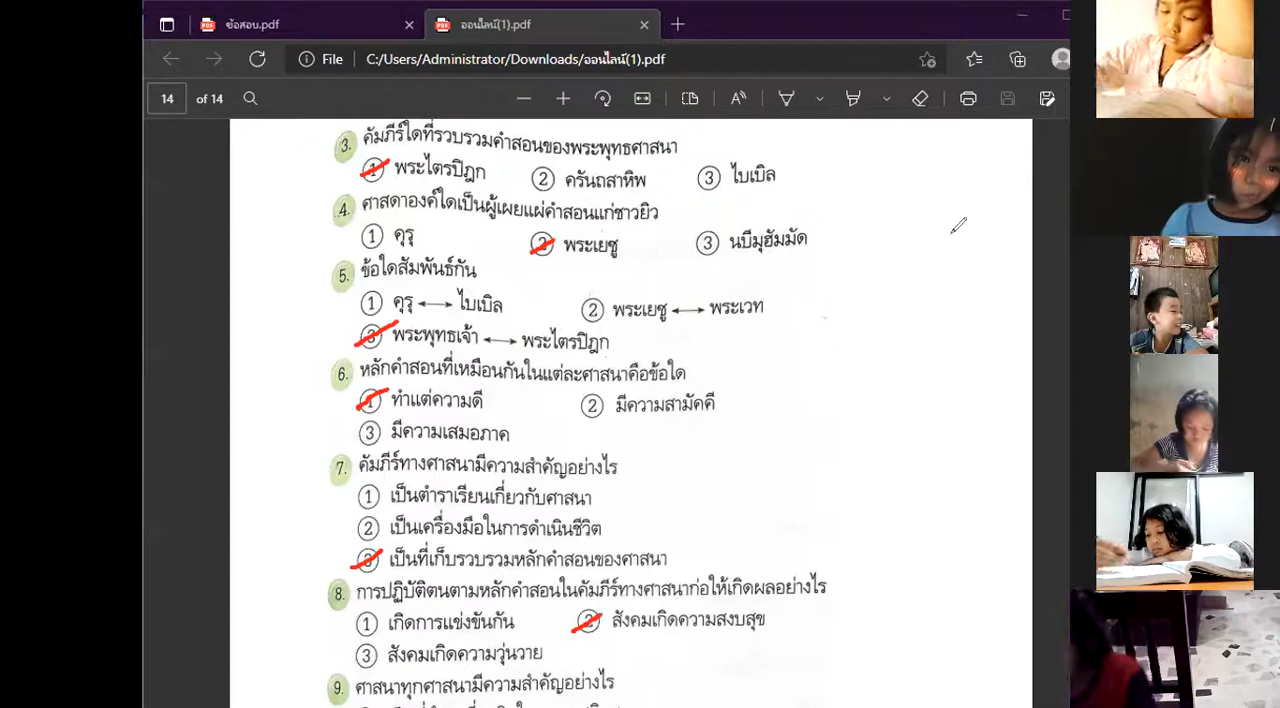 ข้อสอบ.pdf
ออนไลน์(1).pdf
File C:/Users/Administrator/Downloads/ออนไลน์(1).pdf
14 of 14
3. คัมภีร์ใดที่รวบรวมคำสอนของพระพุทธศาสนา
1 พระไตรปิฎก 2 ครันถสาหิพ 3 ไบเบิล
4. ศาสดาองค์ใดเป็นผู้เผยแผ่คำสอนแก่ชาวยิว
1 คุรุ 2 พระเยซู 3 นบีมุฮัมมัด
5. ข้อใดสัมพันธ์กัน
1 คุรุ ↔ ไบเบิล 2 พระเยซู ↔ พระเวท
3 พระพุทธเจ้า ↔ พระไตรปิฎก
6. หลักคำสอนที่เหมือนกันในแต่ละศาสนาคือข้อใด
1 ทำแต่ความดี 2 มีความสามัคคี
3 มีความเสมอภาค
7. คัมภีร์ทางศาสนามีความสำคัญอย่างไร
1 เป็นตำราเรียนเกี่ยวกับศาสนา
2 เป็นเครื่องมือในการดำเนินชีวิต
3 เป็นที่เก็บรวบรวมหลักคำสอนของศาสนา
8. การปฏิบัติตนตามหลักคำสอนในคัมภีร์ทางศาสนาก่อให้เกิดผลอย่างไร
1 เกิดการแข่งขันกัน 2 สังคมเกิดความสงบสุข
3 สังคมเกิดความวุ่นวาย
9. ศาสนาทุกศาสนามีความสำคัญอย่างไร